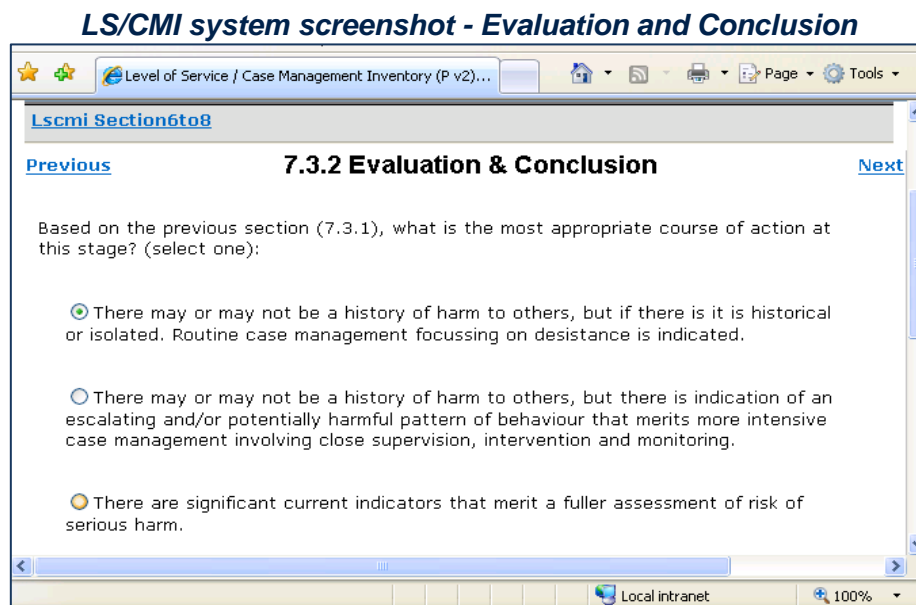 LS/CMI system screenshot - Evaluation and Conclusion
Level of Service / Case Management Inventory (P v2)...
Page
Tools
Lscmi Section6to8
Previous
7.3.2 Evaluation & Conclusion
Next
Based on the previous section (7.3.1), what is the most appropriate course of action at
this stage? (select one):
There may or may not be a history of harm to others, but if there is it is historical
or isolated. Routine case management focussing on desistance is indicated.
There may or may not be a history of harm to others, but there is indication of an
escalating and/or potentially harmful pattern of behaviour that merits more intensive
case management involving close supervision, intervention and monitoring.
There are significant current indicators that merit a fuller assessment of risk of
serious harm.
Local intranet
100%